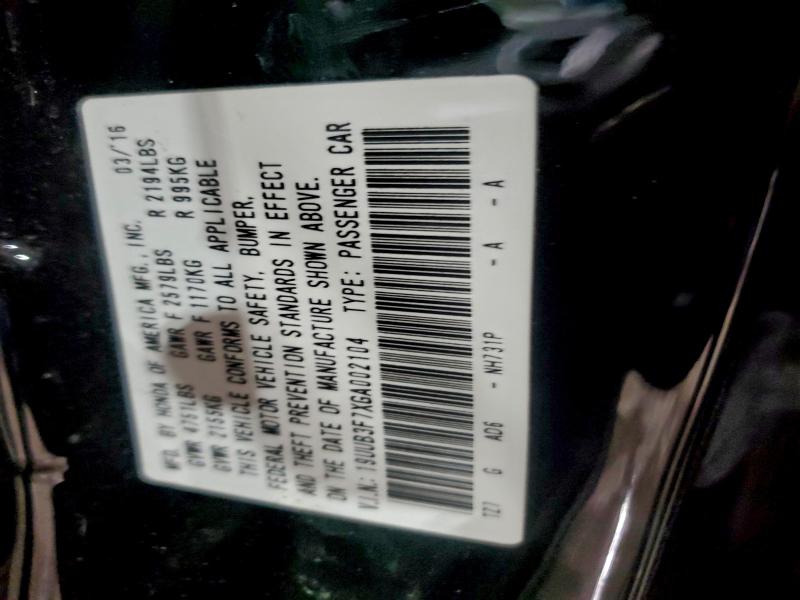 MFD. BY HONDA OF AMERICA MFG., INC. 03/'16
GVWR 4751LBS GAWR F 2579LBS R 2194LBS
GVWR 2155KG GAWR F 1170KG R 995KG
THIS VEHICLE CONFORMS TO ALL APPLICABLE
FEDERAL MOTOR VEHICLE SAFETY, BUMPER,
AND THEFT PREVENTION STANDARDS IN EFFECT
ON THE DATE OF MANUFACTURE SHOWN ABOVE.
V.I.N: 19UUB3F7XGA002104 TYPE: PASSENGER CAR
TZ7 G AD6 - NH731P - A - A